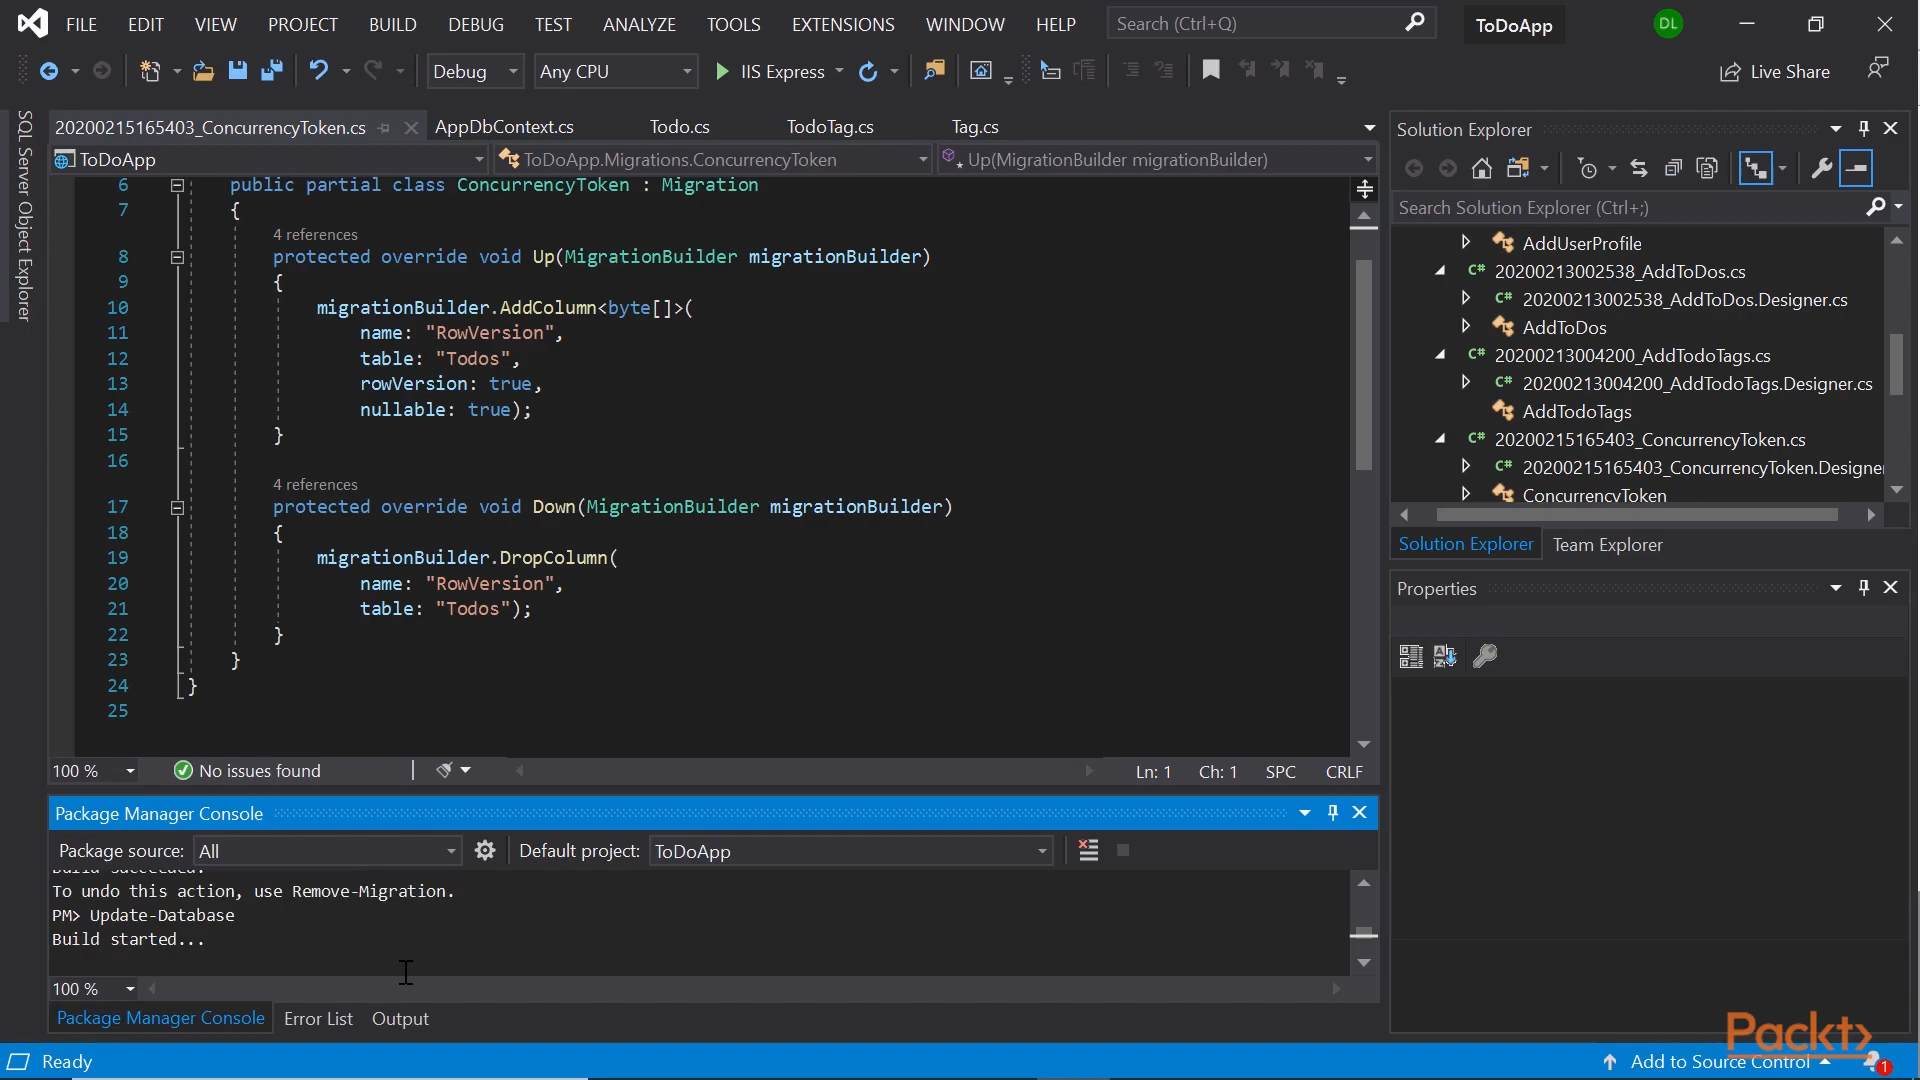 FILE EDIT VIEW PROJECT BUILD DEBUG TEST ANALYZE TOOLS EXTENSIONS WINDOW HELP Search (Ctrl+Q) ToDoApp DL
Debug Any CPU IIS Express Live Share
SQL Server Object Explorer
20200215165403_ConcurrencyToken.cs AppDbContext.cs Todo.cs TodoTag.cs Tag.cs
ToDoApp ToDoApp.Migrations.ConcurrencyToken Up(MigrationBuilder migrationBuilder)
6 public partial class ConcurrencyToken : Migration
7 {
4 references
8 protected override void Up(MigrationBuilder migrationBuilder)
9 {
10 migrationBuilder.AddColumn<byte[]>(
11 name: "RowVersion",
12 table: "Todos",
13 rowVersion: true,
14 nullable: true);
15 }
16
4 references
17 protected override void Down(MigrationBuilder migrationBuilder)
18 {
19 migrationBuilder.DropColumn(
20 name: "RowVersion",
21 table: "Todos");
22 }
23 }
24 }
25
100 % No issues found Ln: 1 Ch: 1 SPC CRLF
Package Manager Console
Package source: All Default project: ToDoApp
Build succeeded.
To undo this action, use Remove-Migration.
PM> Update-Database
Build started...
100 %
Package Manager Console Error List Output
Solution Explorer
Search Solution Explorer (Ctrl+;)
AddUserProfile
C# 20200213002538_AddToDos.cs
C# 20200213002538_AddToDos.Designer.cs
AddToDos
C# 20200213004200_AddTodoTags.cs
C# 20200213004200_AddTodoTags.Designer.cs
AddTodoTags
C# 20200215165403_ConcurrencyToken.cs
C# 20200215165403_ConcurrencyToken.Designe
ConcurrencyToken
Solution Explorer Team Explorer
Properties
Packt>
Ready Add to Source Control 1